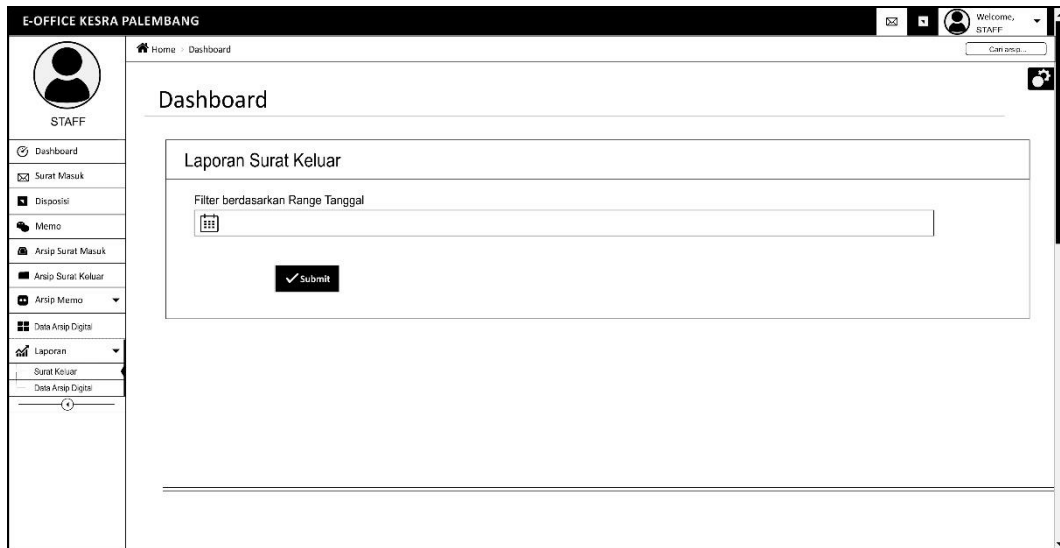 E-OFFICE KESRA PALEMBANG
Welcome,
STAFF
Home > Dashboard
Cari arsip...
STAFF
Dashboard
Surat Masuk
Disposisi
Memo
Arsip Surat Masuk
Arsip Surat Keluar
Arsip Memo
Data Arsip Digital
Laporan
Surat Keluar
Data Arsip Digital
Dashboard
Laporan Surat Keluar
Filter berdasarkan Range Tanggal
Submit